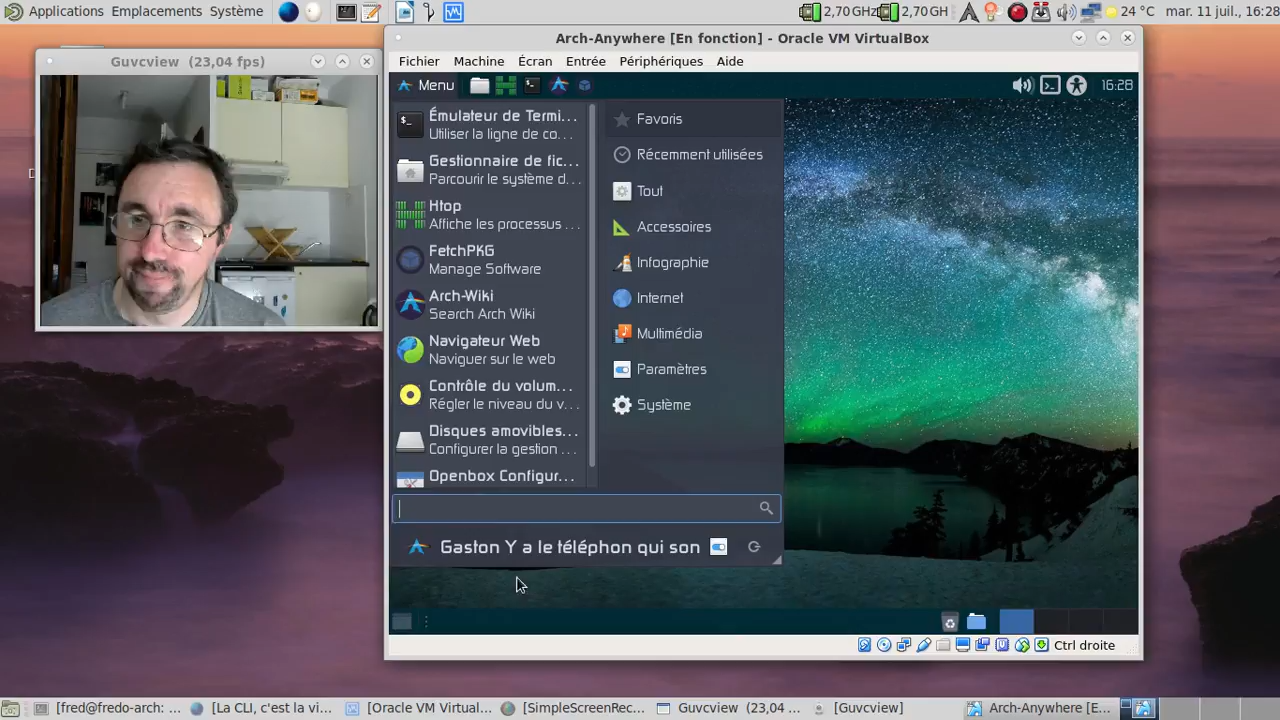 Applications Emplacements Système
2,70GHz 2,70 GH
24 °C mar. 11 juil., 16:28
Guvcview (23,04 fps)
Arch-Anywhere [En fonction] - Oracle VM VirtualBox
Fichier Machine Écran Entrée Périphériques Aide
Menu
16:28
Émulateur de Termi...
Utiliser la ligne de co...
Gestionnaire de fic...
Parcourir le système d...
Htop
Affiche les processus ...
FetchPKG
Manage Software
Arch-Wiki
Search Arch Wiki
Navigateur Web
Naviguer sur le web
Contrôle du volum...
Régler le niveau du v...
Disques amovibles...
Configurer la gestion ...
Openbox Configur...
Favoris
Récemment utilisées
Tout
Accessoires
Infographie
Internet
Multimédia
Paramètres
Système
Gaston Y a le téléphon qui son
Ctrl droite
[fred@fredo-arch: ...
[La CLI, c'est la vi...
[Oracle VM Virtual...
[SimpleScreenRec...
Guvcview (23,04 ...
[Guvcview]
Arch-Anywhere [E...